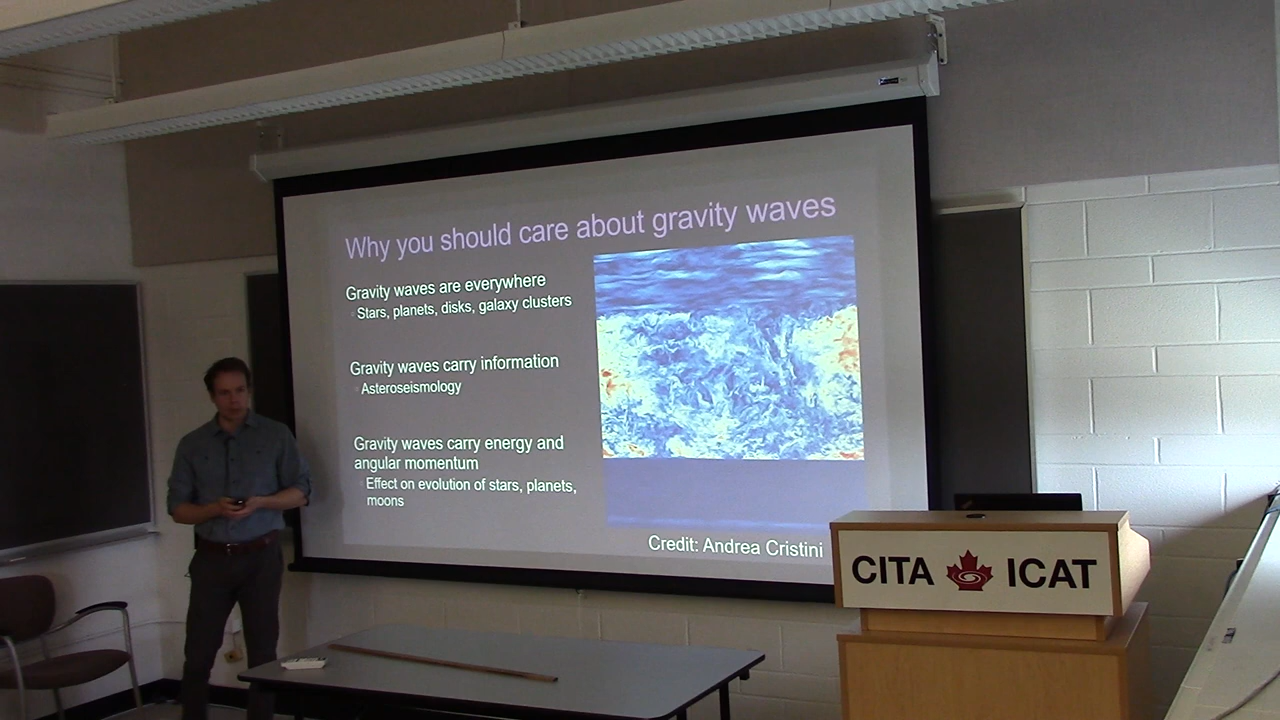 Why you should care about gravity waves
Gravity waves are everywhere
Stars, planets, disks, galaxy clusters
Gravity waves carry information
Asteroseismology
Gravity waves carry energy and
angular momentum
Effect on evolution of stars, planets,
moons
Credit: Andrea Cristini
CITA ICAT